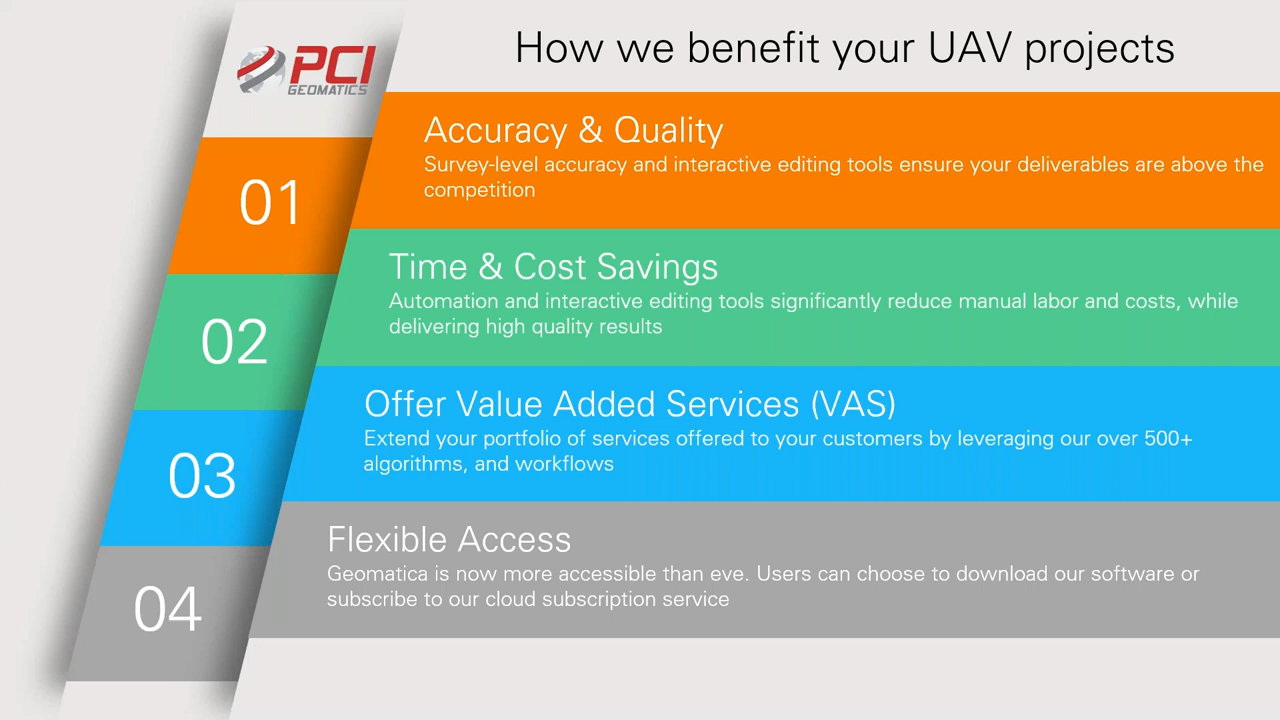 PCI
GEOMATICS
How we benefit your UAV projects
01
Accuracy & Quality
Survey-level accuracy and interactive editing tools ensure your deliverables are above the
competition
02
Time & Cost Savings
Automation and interactive editing tools significantly reduce manual labor and costs, while
delivering high quality results
03
Offer Value Added Services (VAS)
Extend your portfolio of services offered to your customers by leveraging our over 500+
algorithms, and workflows
04
Flexible Access
Geomatica is now more accessible than eve. Users can choose to download our software or
subscribe to our cloud subscription service